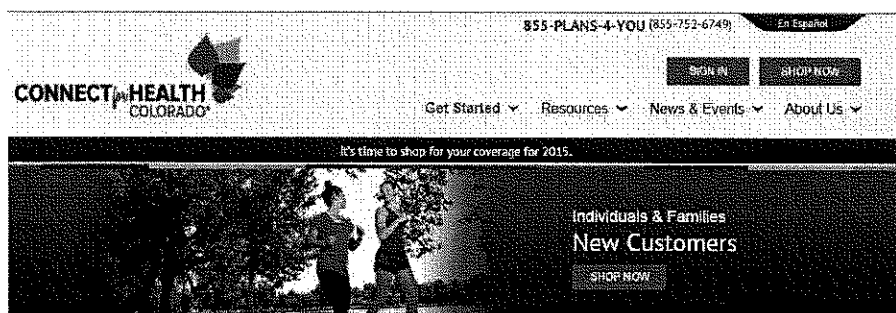 855-PLANS-4-YOU (855-752-6749)
En Español
SIGN IN
SHOP NOW
CONNECT for HEALTH
COLORADO®
Get Started
Resources
News & Events
About Us
It's time to shop for your coverage for 2015.
Individuals & Families
New Customers
SHOP NOW